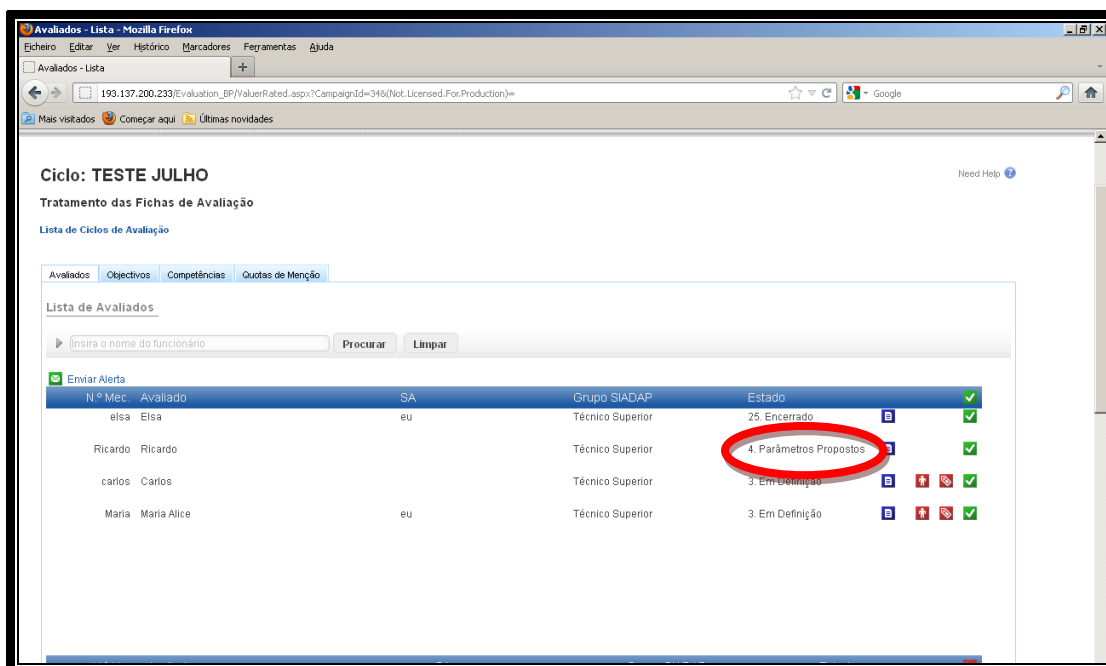 Avaliados - Lista - Mozilla Firefox
Ficheiro Editar Ver Histórico Marcadores Ferramentas Ajuda
Avaliados - Lista
193.137.200.233/Evaluation_BP/ValuerRated.aspx?CampaignId=34&(Not.Licensed.For.Production)=
Google
Mais visitados Começar aqui Últimas novidades
Ciclo: TESTE JULHO
Need Help
Tratamento das Fichas de Avaliação
Lista de Ciclos de Avaliação
Avaliados Objectivos Competências Quotas de Menção
Lista de Avaliados
Insira o nome do funcionário Procurar Limpar
Enviar Alerta
N.º Mec. Avaliado SA Grupo SIADAP Estado
elsa Elsa eu Técnico Superior 25. Encerrado
Ricardo Ricardo Técnico Superior 4. Parâmetros Propostos
carlos Carlos Técnico Superior 3. Em Definição
Maria Maria Alice eu Técnico Superior 3. Em Definição